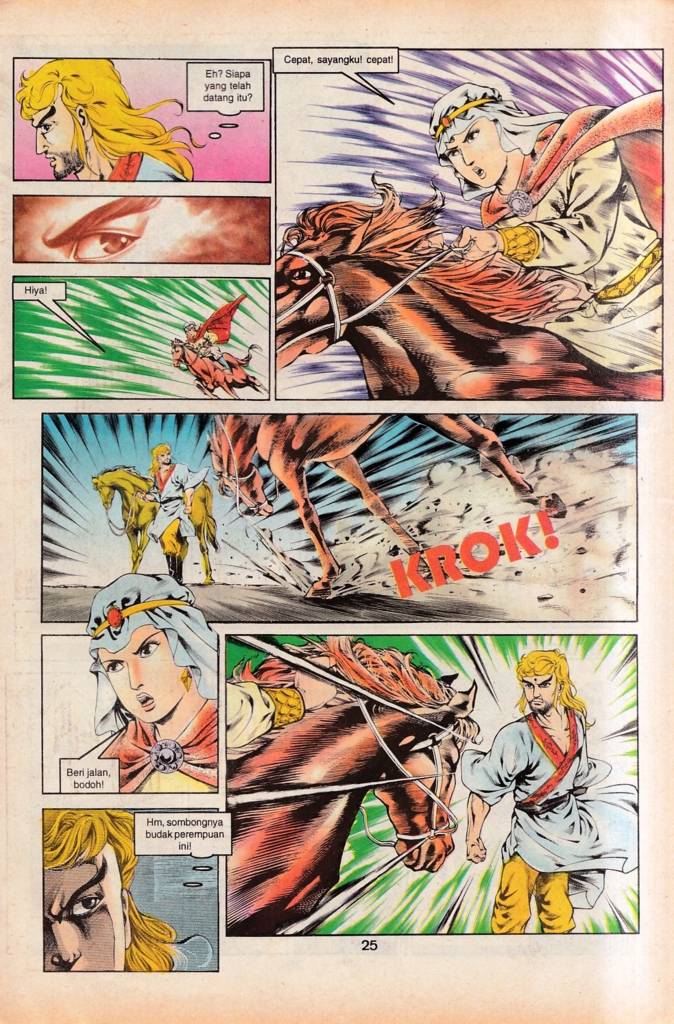 Eh? Siapa
yang telah
datang itu?
Cepat, sayangku! cepat!
Hiya!
KROK!
Beri jalan,
bodoh!
Hm, sombongnya
budak perempuan
ini!
25